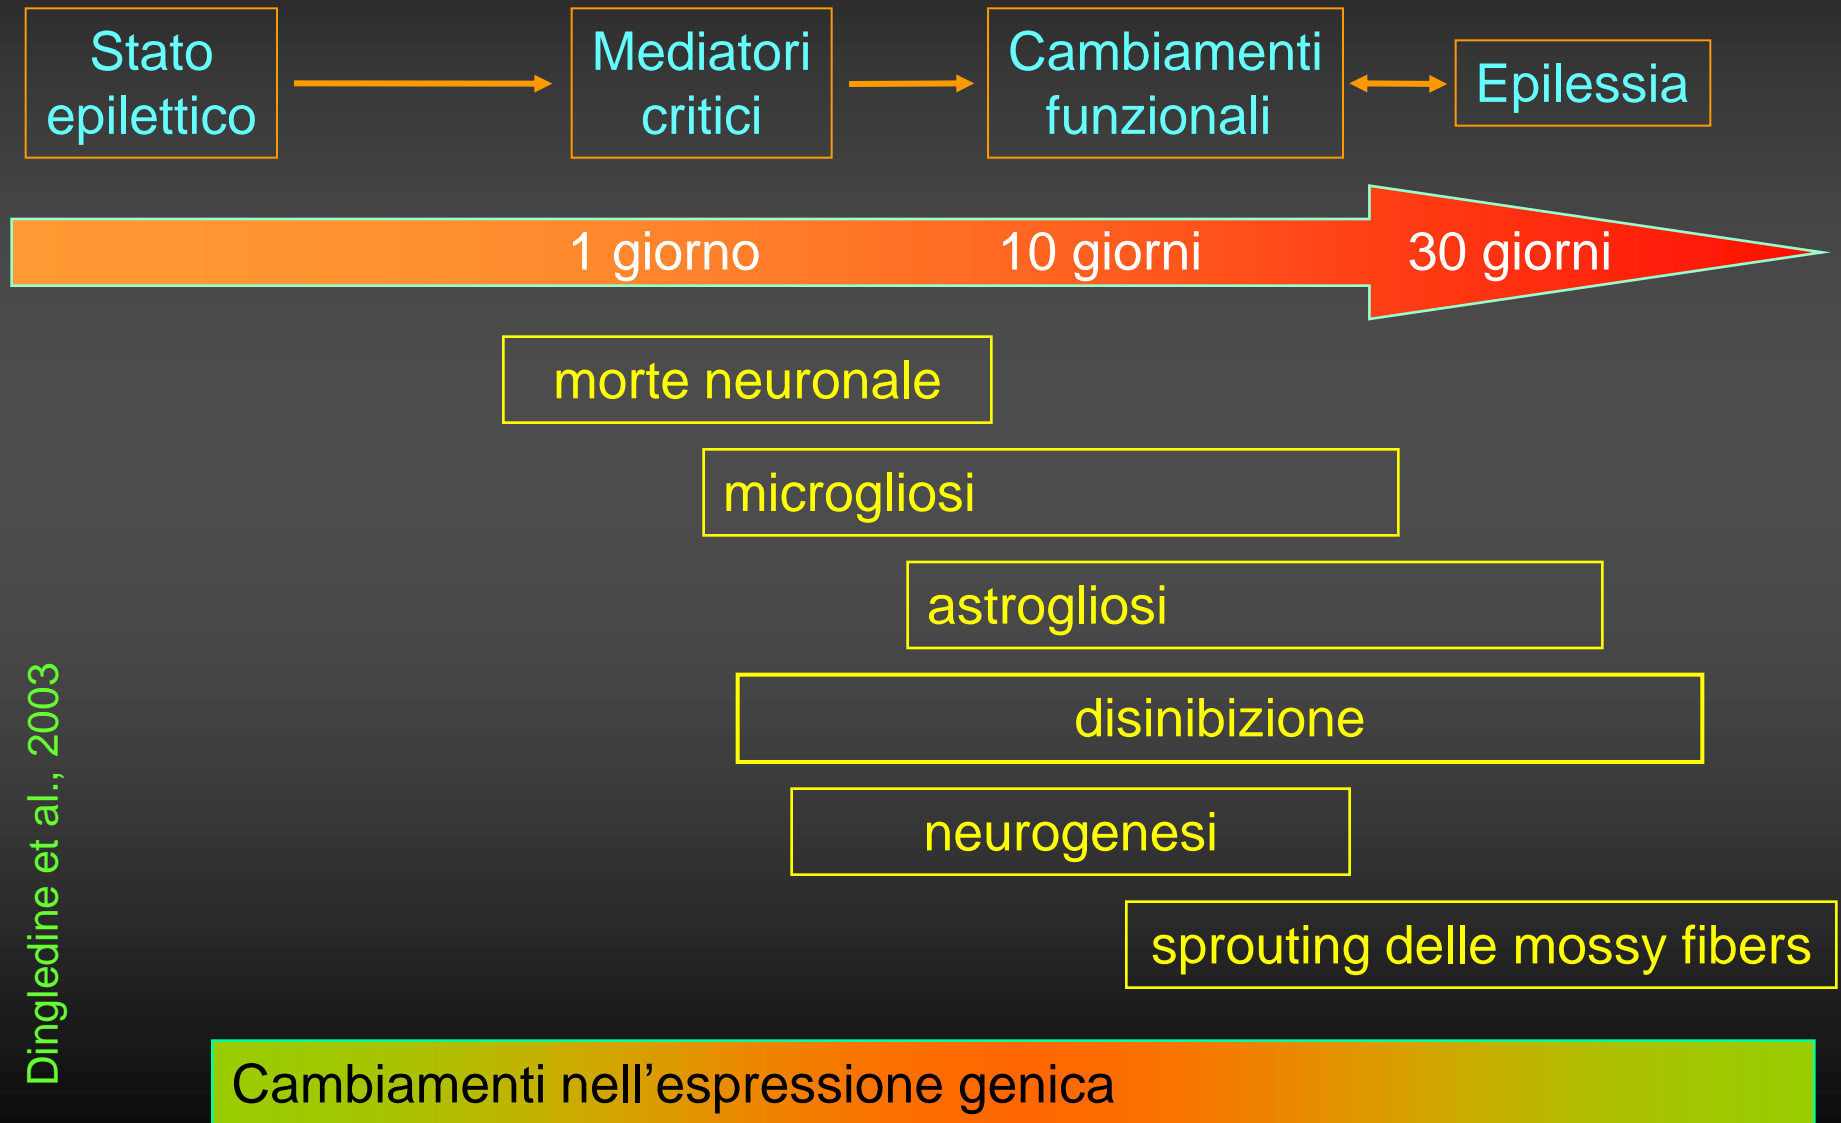 Stato
epilettico
Mediatori
critici
Cambiamenti
funzionali
Epilessia
1 giorno
10 giorni
30 giorni
morte neuronale
microgliosi
astrogliosi
disinibizione
neurogenesi
sprouting delle mossy fibers
Dingledine et al., 2003
Cambiamenti nell’espressione genica